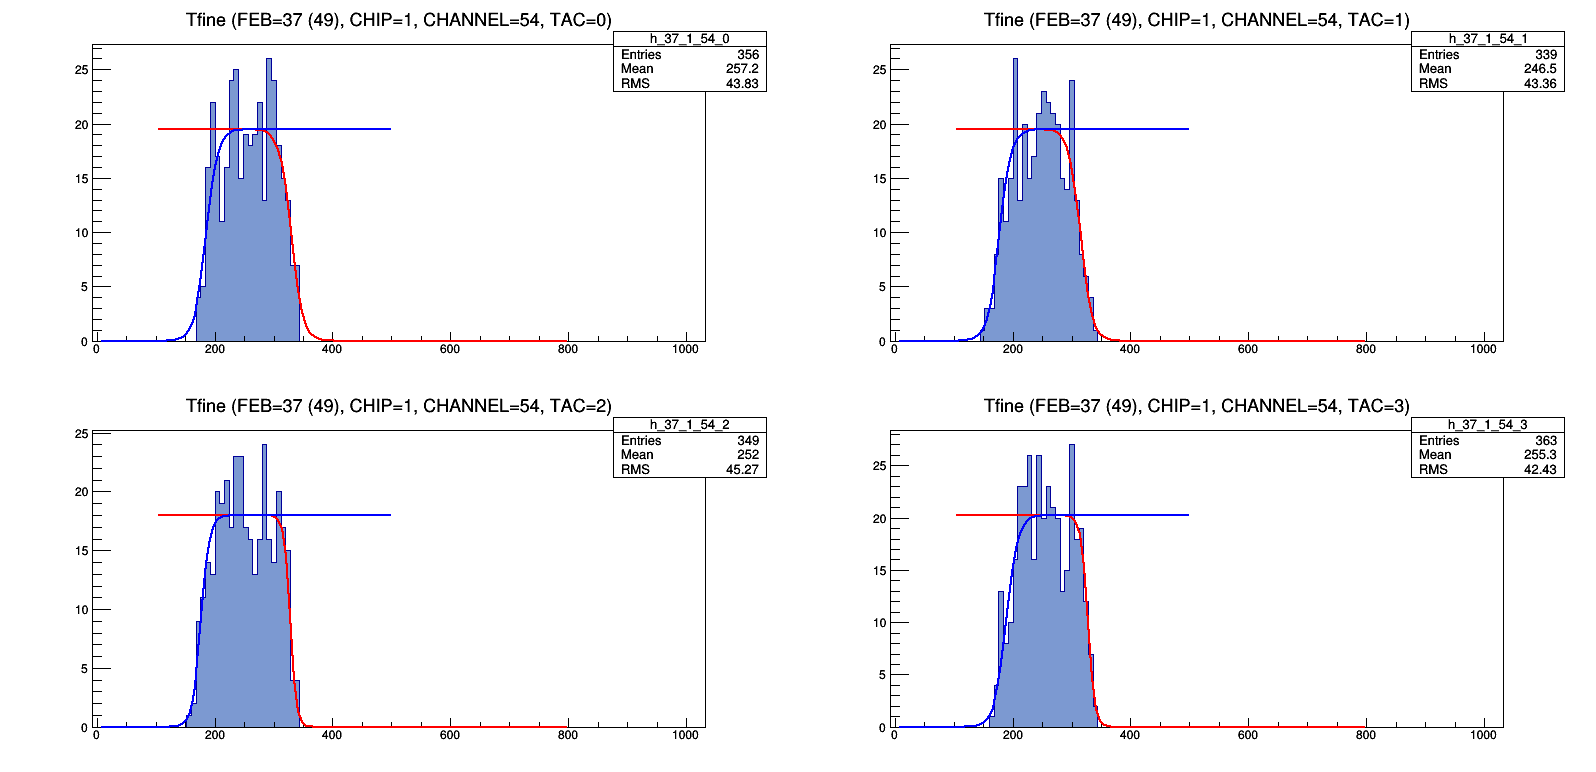 Tfine (FEB=37 (49), CHIP=1, CHANNEL=54, TAC=0)
h_37_1_54_0
Entries 356
Mean 257.2
RMS 43.83
25
20
15
10
5
0
0 200 400 600 800 1000
Tfine (FEB=37 (49), CHIP=1, CHANNEL=54, TAC=1)
h_37_1_54_1
Entries 339
Mean 246.5
RMS 43.36
25
20
15
10
5
0
0 200 400 600 800 1000
Tfine (FEB=37 (49), CHIP=1, CHANNEL=54, TAC=2)
h_37_1_54_2
Entries 349
Mean 252
RMS 45.27
25
20
15
10
5
0
0 200 400 600 800 1000
Tfine (FEB=37 (49), CHIP=1, CHANNEL=54, TAC=3)
h_37_1_54_3
Entries 363
Mean 255.3
RMS 42.43
25
20
15
10
5
0
0 200 400 600 800 1000